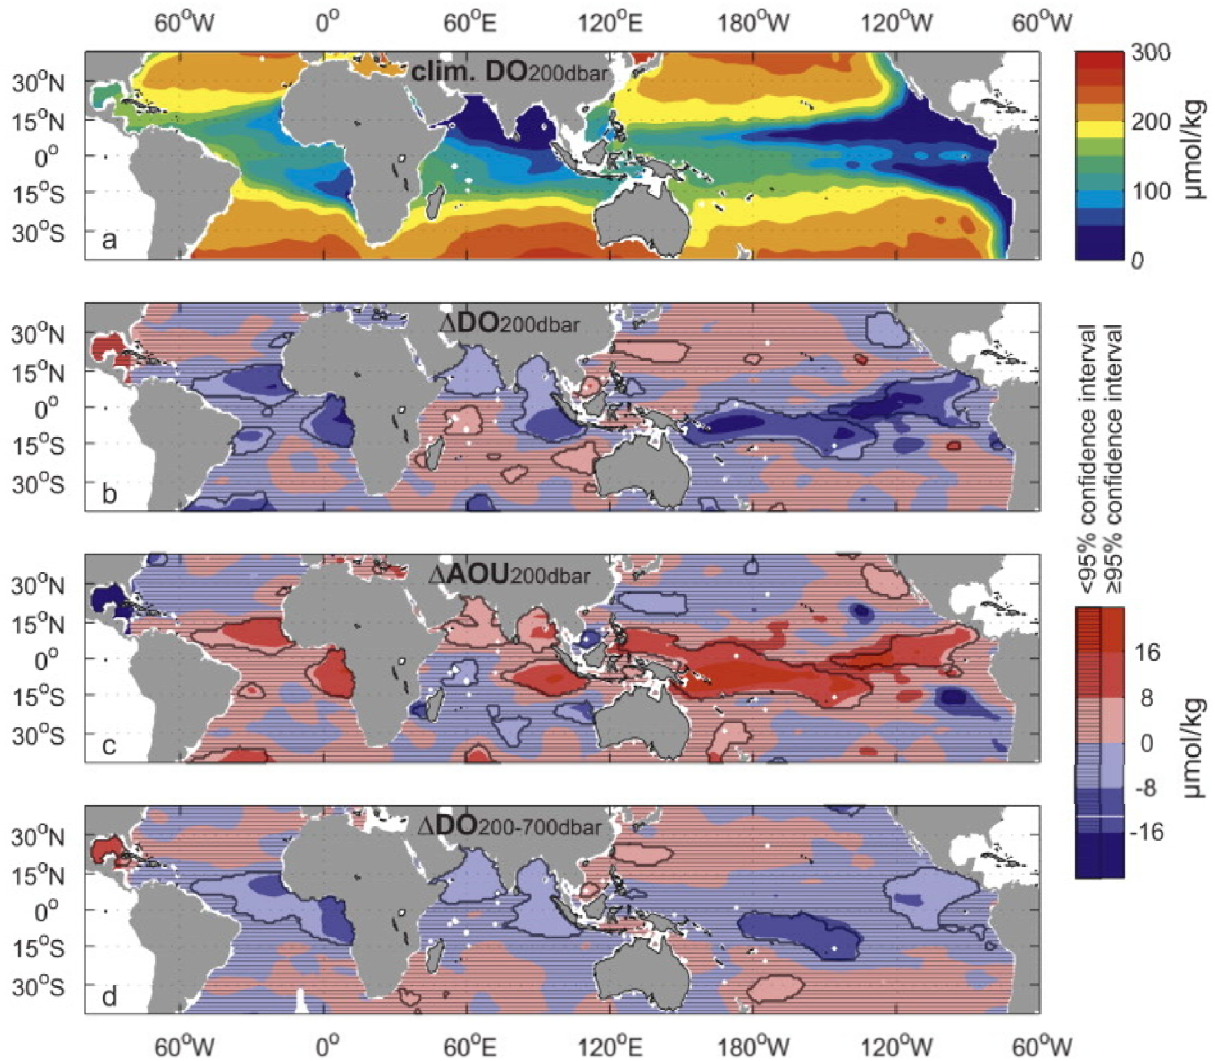 60°W 0° 60°E 120°E 180°W 120°W 60°W
30°N
15°N
0°
15°S
30°S
clim. DO200dbar
a
300
200
100
0
µmol/kg
30°N
15°N
0°
15°S
30°S
ΔDO200dbar
b
30°N
15°N
0°
15°S
30°S
ΔAOU200dbar
c
<95% confidence interval
≥95% confidence interval
16
8
0
-8
-16
µmol/kg
30°N
15°N
0°
15°S
30°S
ΔDO200-700dbar
d
60°W 0° 60°E 120°E 180°W 120°W 60°W